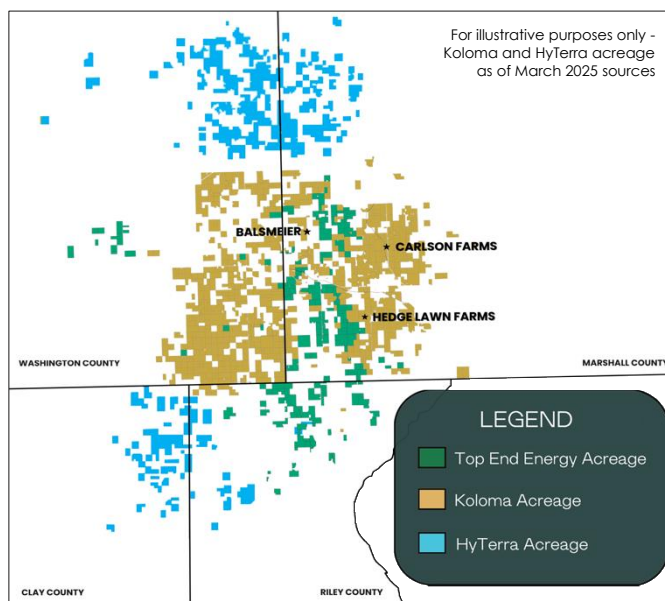 For illustrative purposes only -
Koloma and HyTerra acreage
as of March 2025 sources
BALSMEIER
CARLSON FARMS
HEDGE LAWN FARMS
WASHINGTON COUNTY
MARSHALL COUNTY
LEGEND
Top End Energy Acreage
Koloma Acreage
HyTerra Acreage
CLAY COUNTY
RILEY COUNTY